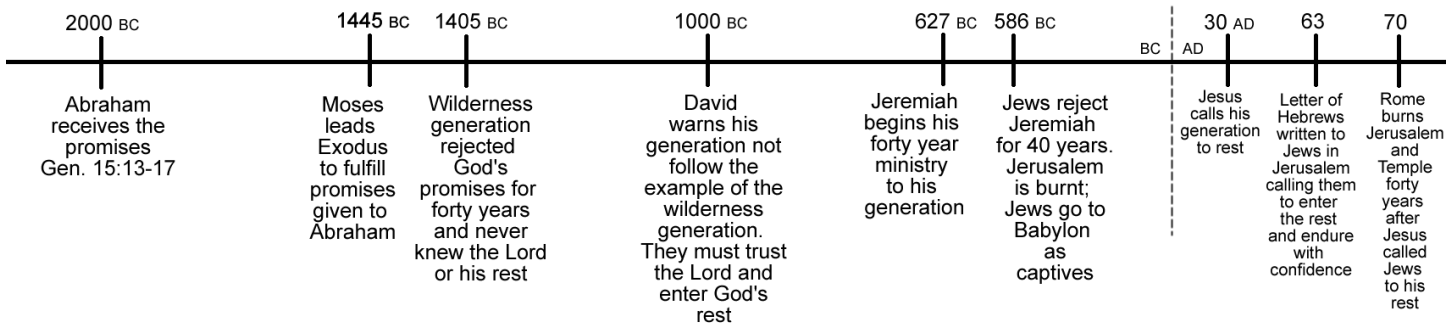 2000 BC
Abraham
receives the
promises
Gen. 15:13-17
1445 BC
Moses
leads
Exodus
to fulfill
promises
given to
Abraham
1405 BC
Wilderness
generation
rejected
God's
promises for
forty years
and never
knew the Lord
or his rest
1000 BC
David
warns his
generation not
follow the
example of the
wilderness
generation.
They must trust
the Lord and
enter God's
rest
627 BC
Jeremiah
begins his
forty year
ministry
to his
generation
586 BC
Jews reject
Jeremiah
for 40 years.
Jerusalem
is burnt;
Jews go to
Babylon
as
captives
BC
AD
30 AD
Jesus
calls his
generation
to rest
63
Letter of
Hebrews
written to
Jews in
Jerusalem
calling them
to enter
the rest
and endure
with
confidence
70
Rome
burns
Jerusalem
and
Temple
forty
years
after
Jesus
called
Jews
to his
rest